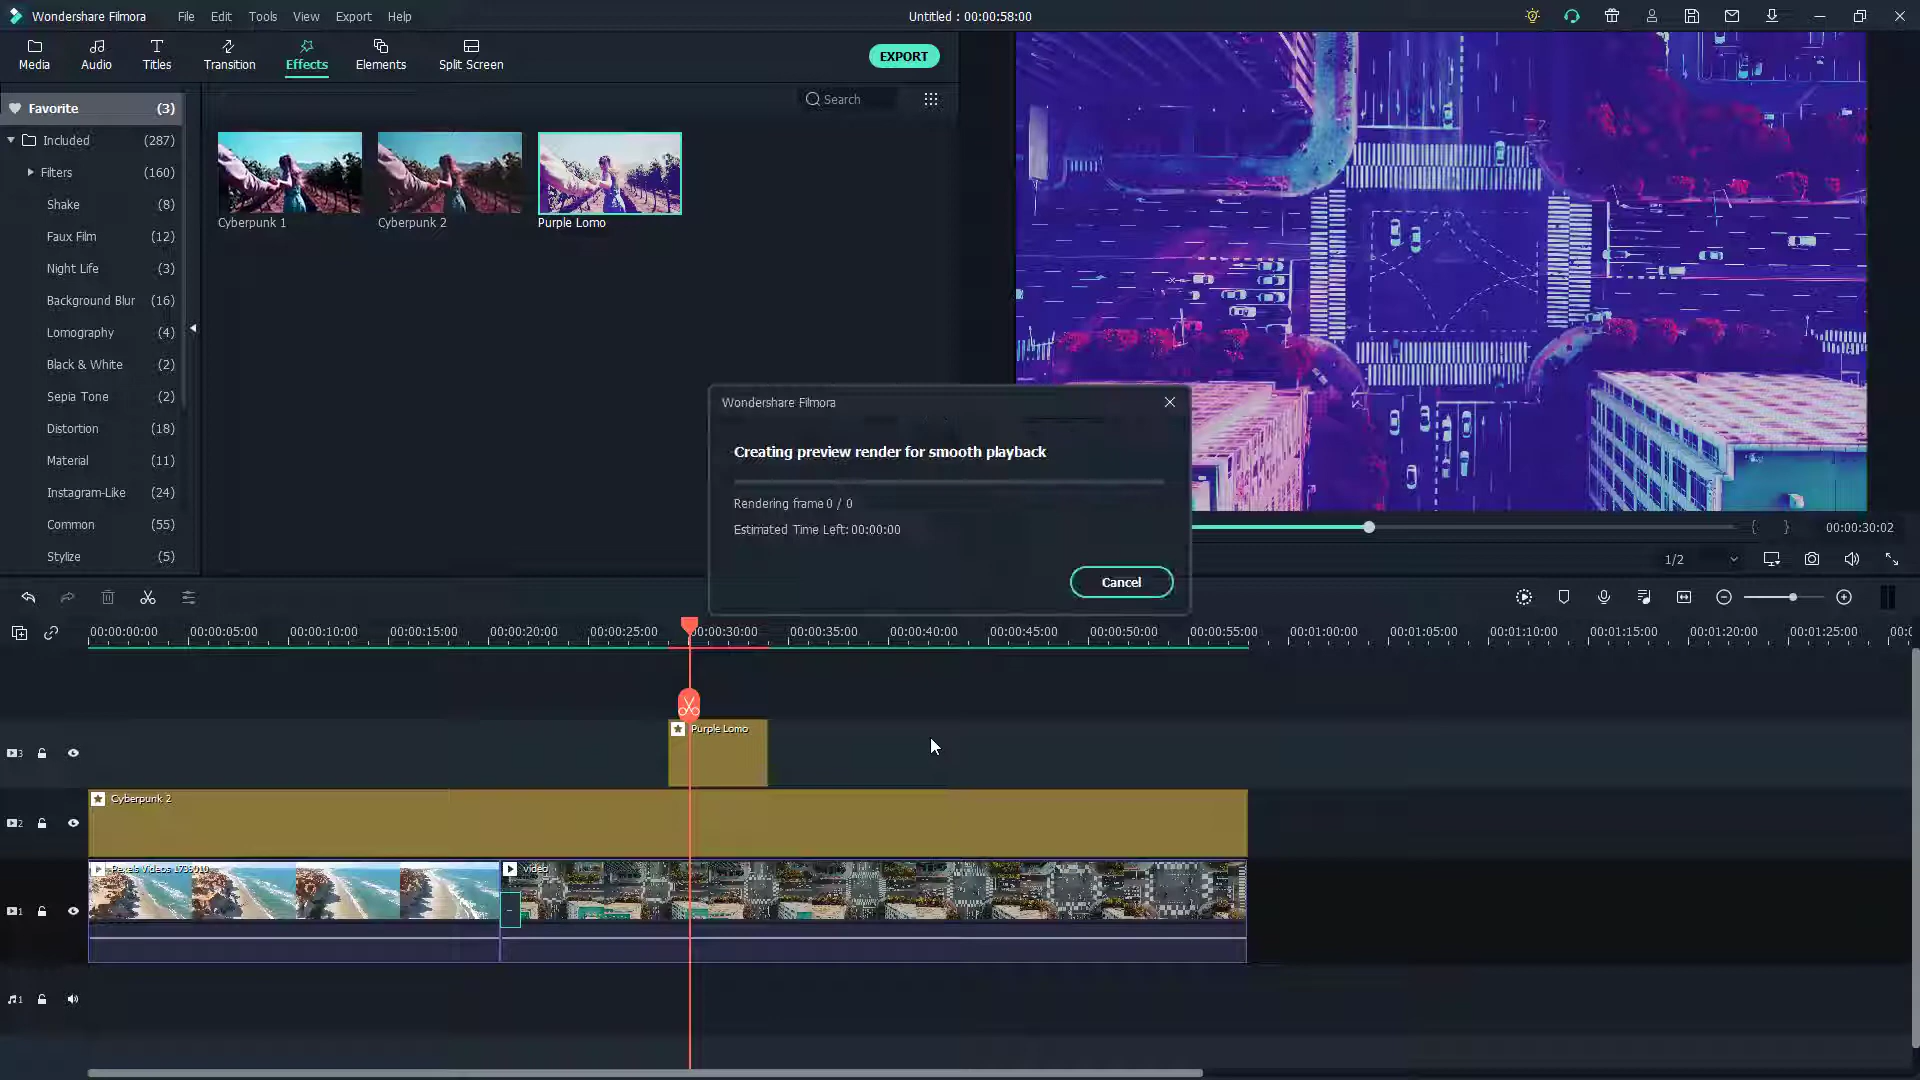 Wondershare Filmora File Edit Tools View Export Help Untitled : 00:00:58:00
Media Audio Titles Transition Effects Elements Split Screen EXPORT
Favorite (3)
Search
Included (287)
Filters (160)
Shake (8)
Faux Film (12)
Night Life (3)
Background Blur (16)
Lomography (4)
Black & White (2)
Sepia Tone (2)
Distortion (18)
Material (11)
Instagram-Like (24)
Common (55)
Stylize (5)
Cyberpunk 1 Cyberpunk 2 Purple Lomo
Wondershare Filmora
Creating preview render for smooth playback
Rendering frame 0 / 0
Estimated Time Left: 00:00:00
Cancel
{ } 00:00:30:02
1/2
00:00:00:00 00:00:05:00 00:00:10:00 00:00:15:00 00:00:20:00 00:00:25:00 00:00:30:00 00:00:35:00 00:00:40:00 00:00:45:00 00:00:50:00 00:00:55:00 00:01:00:00 00:01:05:00 00:01:10:00 00:01:15:00 00:01:20:00 00:01:25:00
Purple Lomo
3
Cyberpunk 2
2
Pexels Videos 1739010 video
1
1